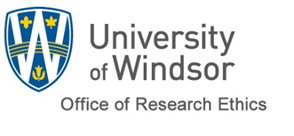 University
of Windsor
Office of Research Ethics